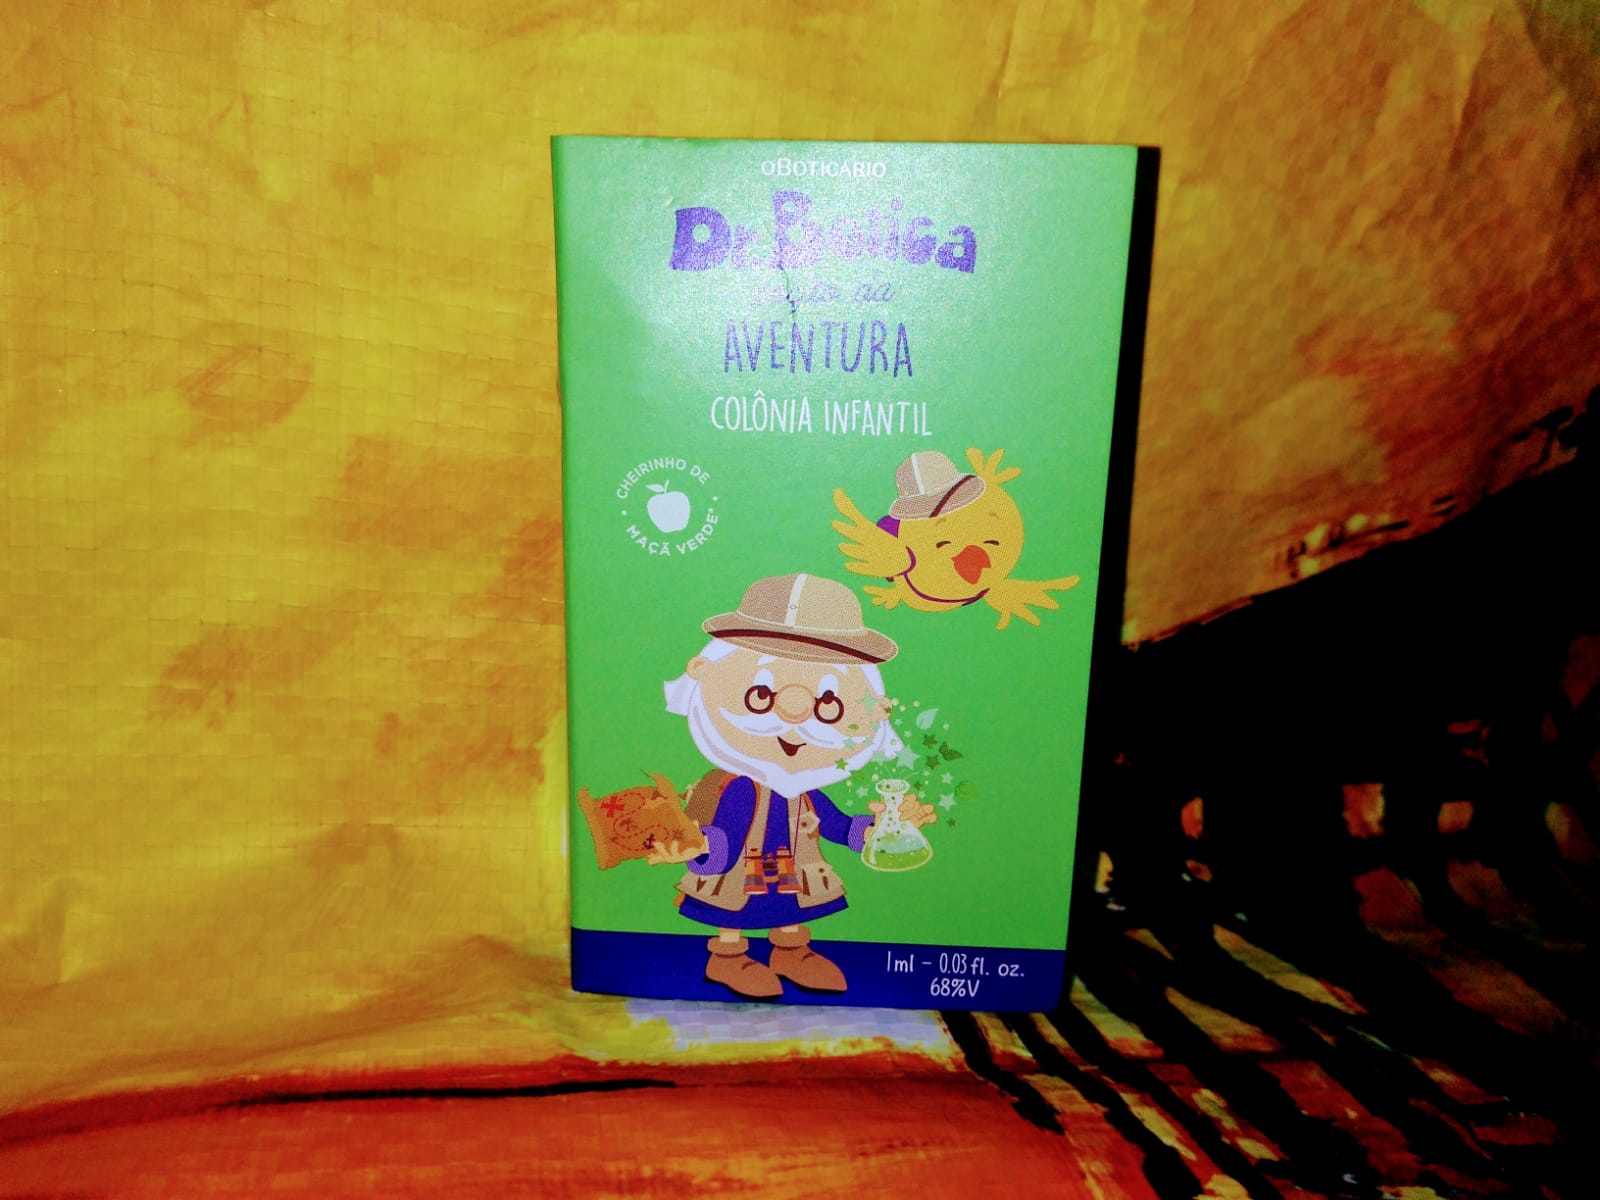 oBOTICÁRIO
Dr. Botica
AVENTURA
COLÔNIA INFANTIL
CHEIRINHO DE
MAÇÃ VERDE*
1ml - 0.03 fl. oz.
68%V